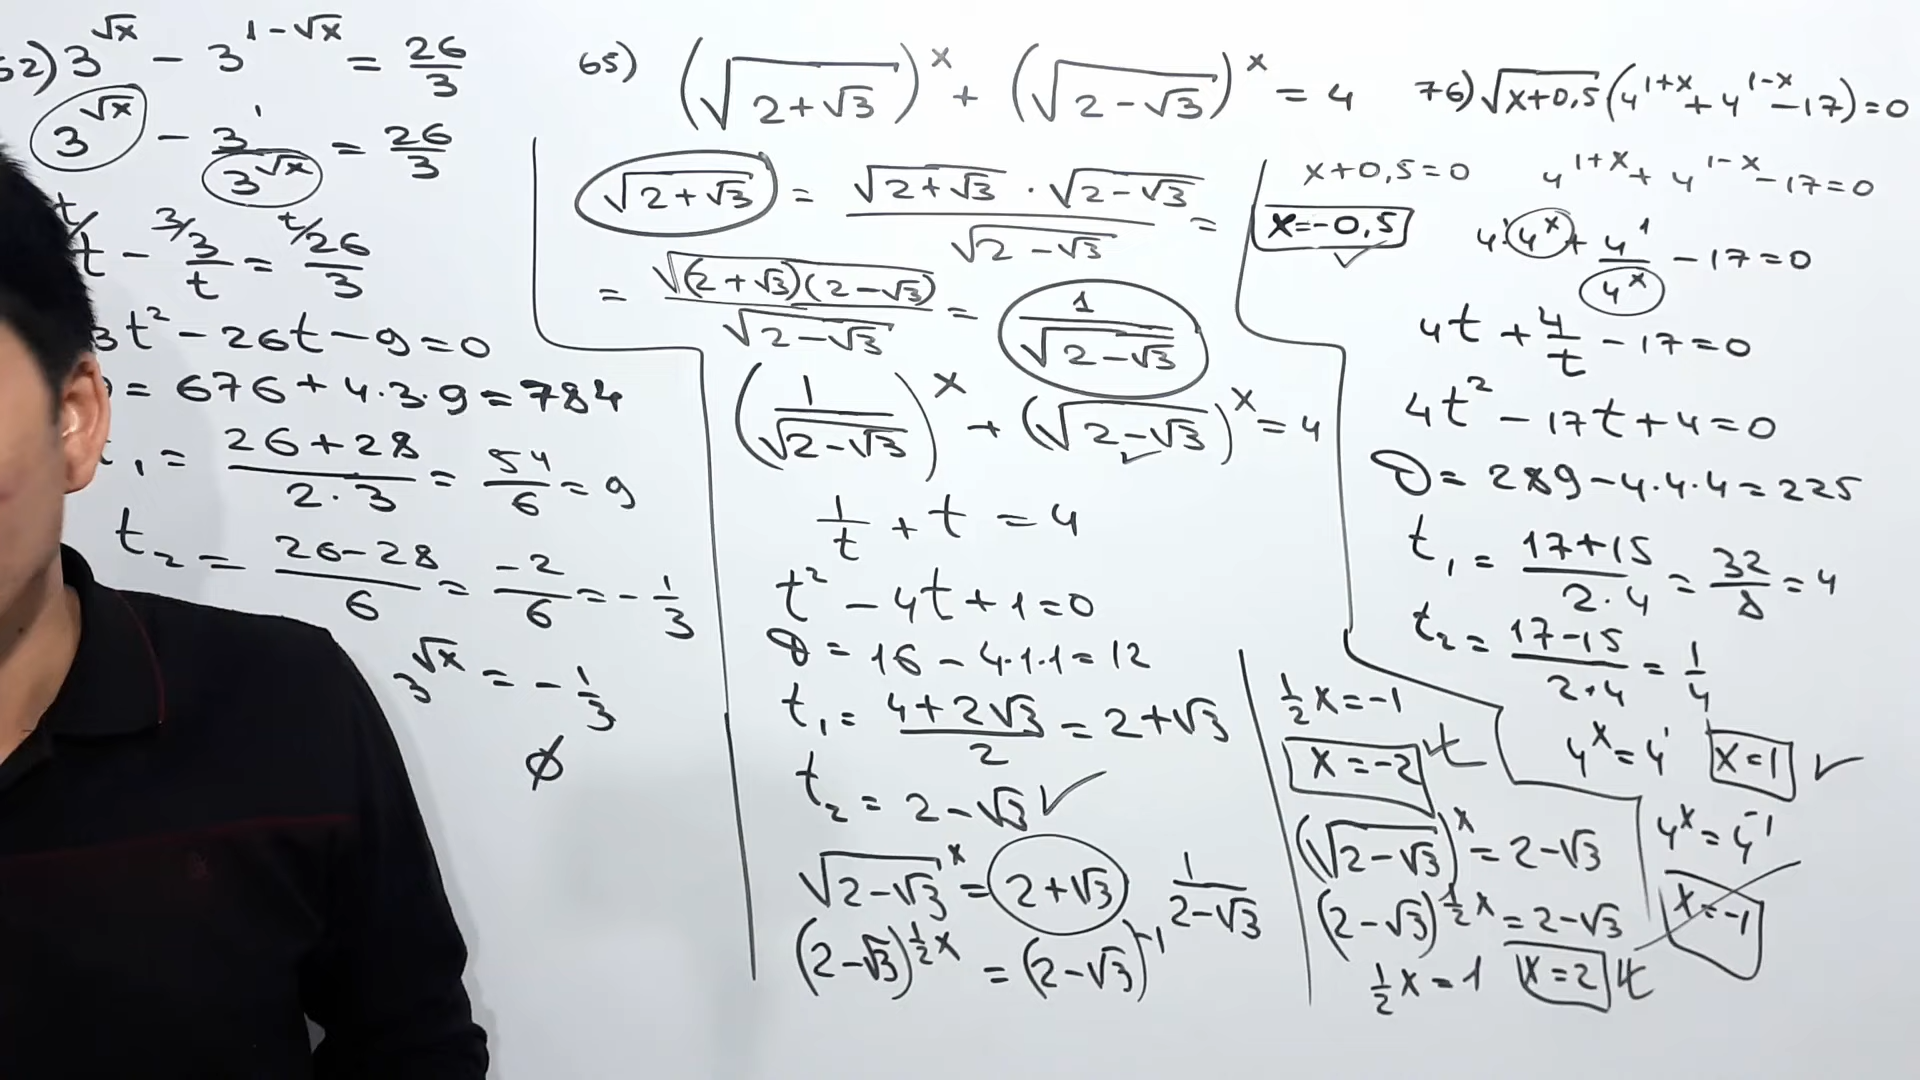 62) 3^√x − 3^(1−√x) = 26/3
3^√x − 3^1/3^√x = 26/3
t/t − 3/3/t = t/26/3
3t² − 26t − 9 = 0
D = 676 + 4·3·9 = 784
t₁ = (26+28)/(2·3) = 54/6 = 9
t₂ = (26−28)/6 = −2/6 = −1/3
3^√x = −1/3
∅
65) (√(2+√3))^x + (√(2−√3))^x = 4
√(2+√3) = (√(2+√3) · √(2−√3))/√(2−√3) =
= √((2+√3)(2−√3))/√(2−√3) = 1/√(2−√3)
(1/√(2−√3))^x + (√(2−√3))^x = 4
1/t + t = 4
t² − 4t + 1 = 0
D = 16 − 4·1·1 = 12
t₁ = (4+2√3)/2 = 2+√3
t₂ = 2−√3 ✓
√(2−√3)^x = 2+√3 1/(2−√3)
(2−√3)^(½x) = (2−√3)^−1
½x = −1
x = −2
(√(2−√3))^x = 2−√3
(2−√3)^(½x) = 2−√3
½x = 1 x = 2
76) √(x+0,5)(4^(1+x) + 4^(1−x) − 17) = 0
x+0,5 = 0
x = −0,5 ✓
4^(1+x) + 4^(1−x) − 17 = 0
4·4^x + 4^1/4^x − 17 = 0
4t + 4/t − 17 = 0
4t² − 17t + 4 = 0
D = 289 − 4·4·4 = 225
t₁ = (17+15)/(2·4) = 32/8 = 4
t₂ = (17−15)/(2·4) = 1/4
4^x = 4^1 x = 1 ✓
4^x = 4^−1
x = −1